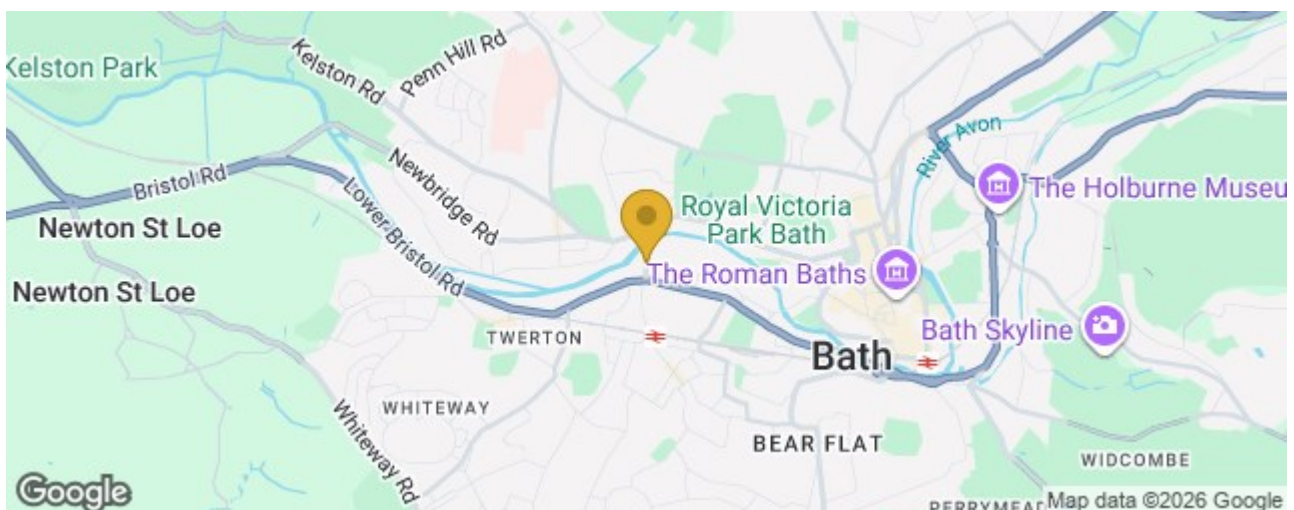 Kelston Park
Kelston Rd
Penn Hill Rd
River Avon
Bristol Rd
Newbridge Rd
The Holburne Museu
Royal Victoria
Park Bath
Newton St Loe
Lower Bristol Rd
The Roman Baths
Newton St Loe
Bath Skyline
TWERTON
Bath
WHITEWAY
Whiteway Rd
BEAR FLAT
WIDCOMBE
Google
PERRYMEAD
Map data ©2026 Google